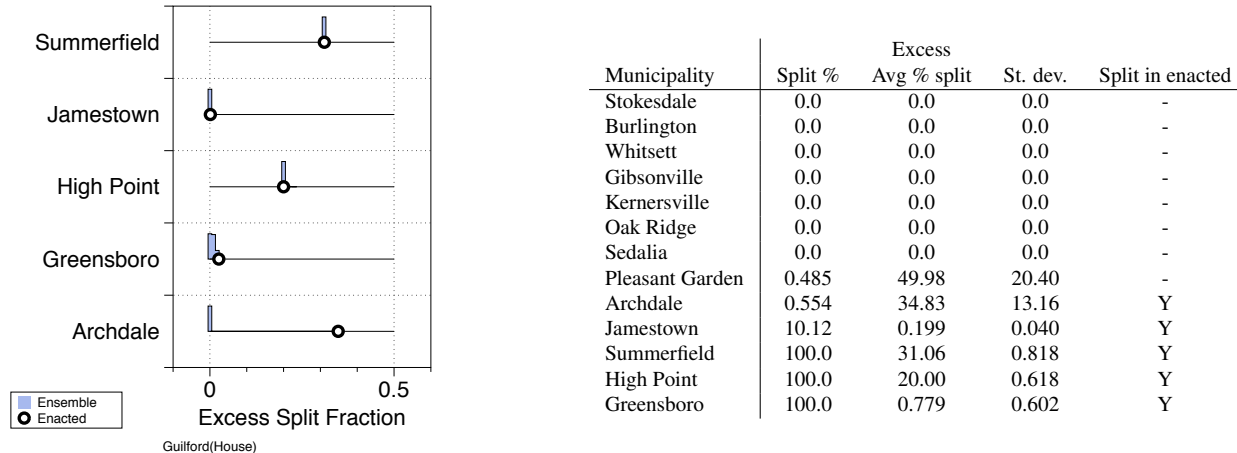 Summerfield
Jamestown
High Point
Greensboro
Archdale
0 0.5
Excess Split Fraction
Ensemble
Enacted
Guilford(House)
Excess
Municipality Split % Avg % split St. dev. Split in enacted
Stokesdale 0.0 0.0 0.0 -
Burlington 0.0 0.0 0.0 -
Whitsett 0.0 0.0 0.0 -
Gibsonville 0.0 0.0 0.0 -
Kernersville 0.0 0.0 0.0 -
Oak Ridge 0.0 0.0 0.0 -
Sedalia 0.0 0.0 0.0 -
Pleasant Garden 0.485 49.98 20.40 -
Archdale 0.554 34.83 13.16 Y
Jamestown 10.12 0.199 0.040 Y
Summerfield 100.0 31.06 0.818 Y
High Point 100.0 20.00 0.618 Y
Greensboro 100.0 0.779 0.602 Y